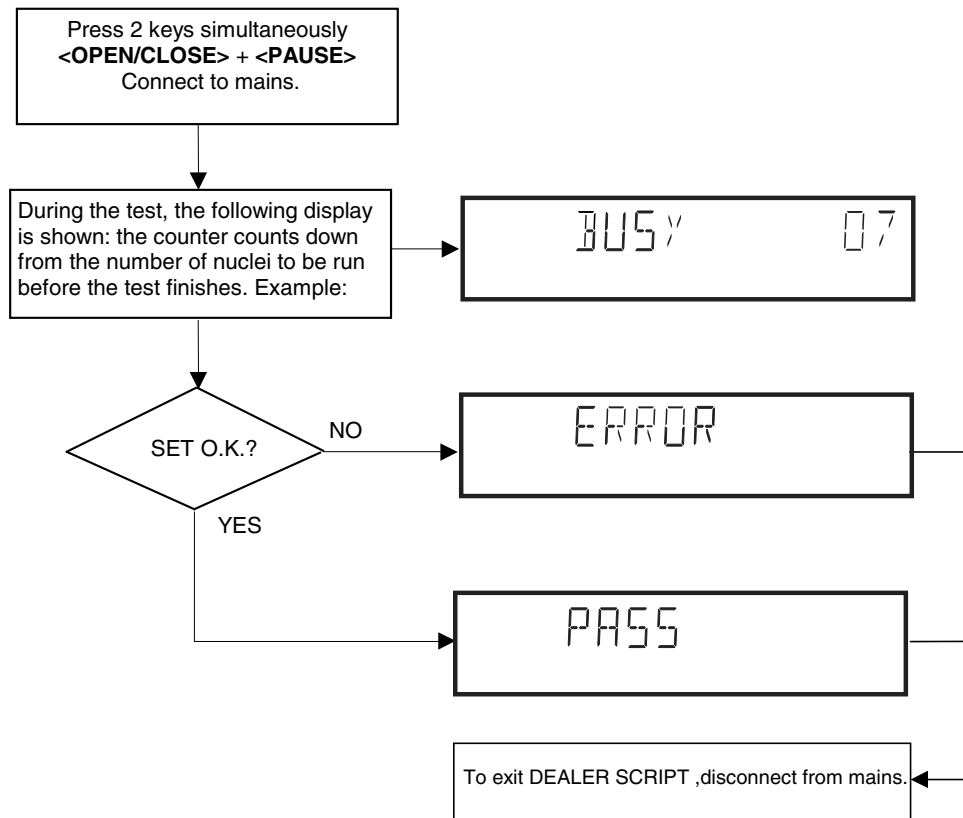 Press 2 keys simultaneously
<OPEN/CLOSE> + <PAUSE>
Connect to mains.
During the test, the following display
is shown: the counter counts down
from the number of nuclei to be run
before the test finishes. Example:
BUSY 07
SET O.K.?
NO
ERROR
YES
PASS
To exit DEALER SCRIPT ,disconnect from mains.